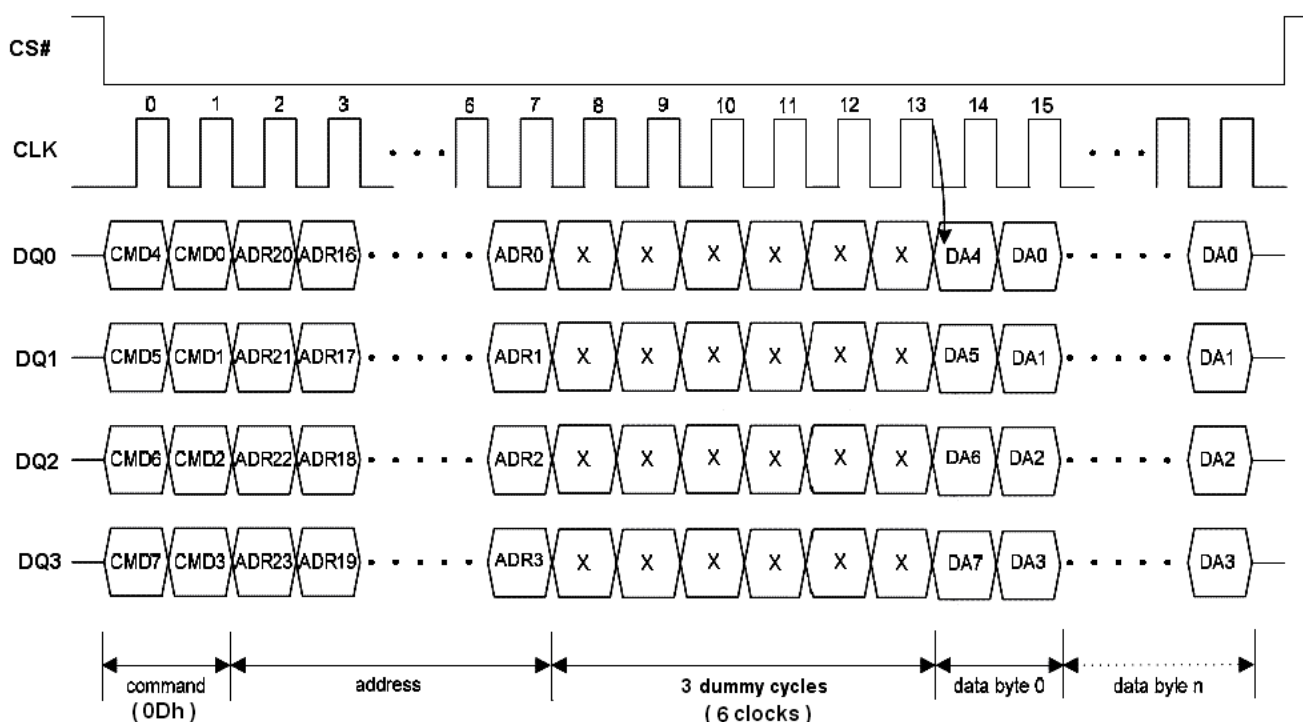 CS#
0 1 2 3 6 7 8 9 10 11 12 13 14 15
CLK
DQ0 CMD4 CMD0 ADR20 ADR16 ADR0 X X X X X X DA4 DA0 DA0
DQ1 CMD5 CMD1 ADR21 ADR17 ADR1 X X X X X X DA5 DA1 DA1
DQ2 CMD6 CMD2 ADR22 ADR18 ADR2 X X X X X X DA6 DA2 DA2
DQ3 CMD7 CMD3 ADR23 ADR19 ADR3 X X X X X X DA7 DA3 DA3
command address 3 dummy cycles data byte 0 data byle n
( 0Dh ) ( 6 clocks )